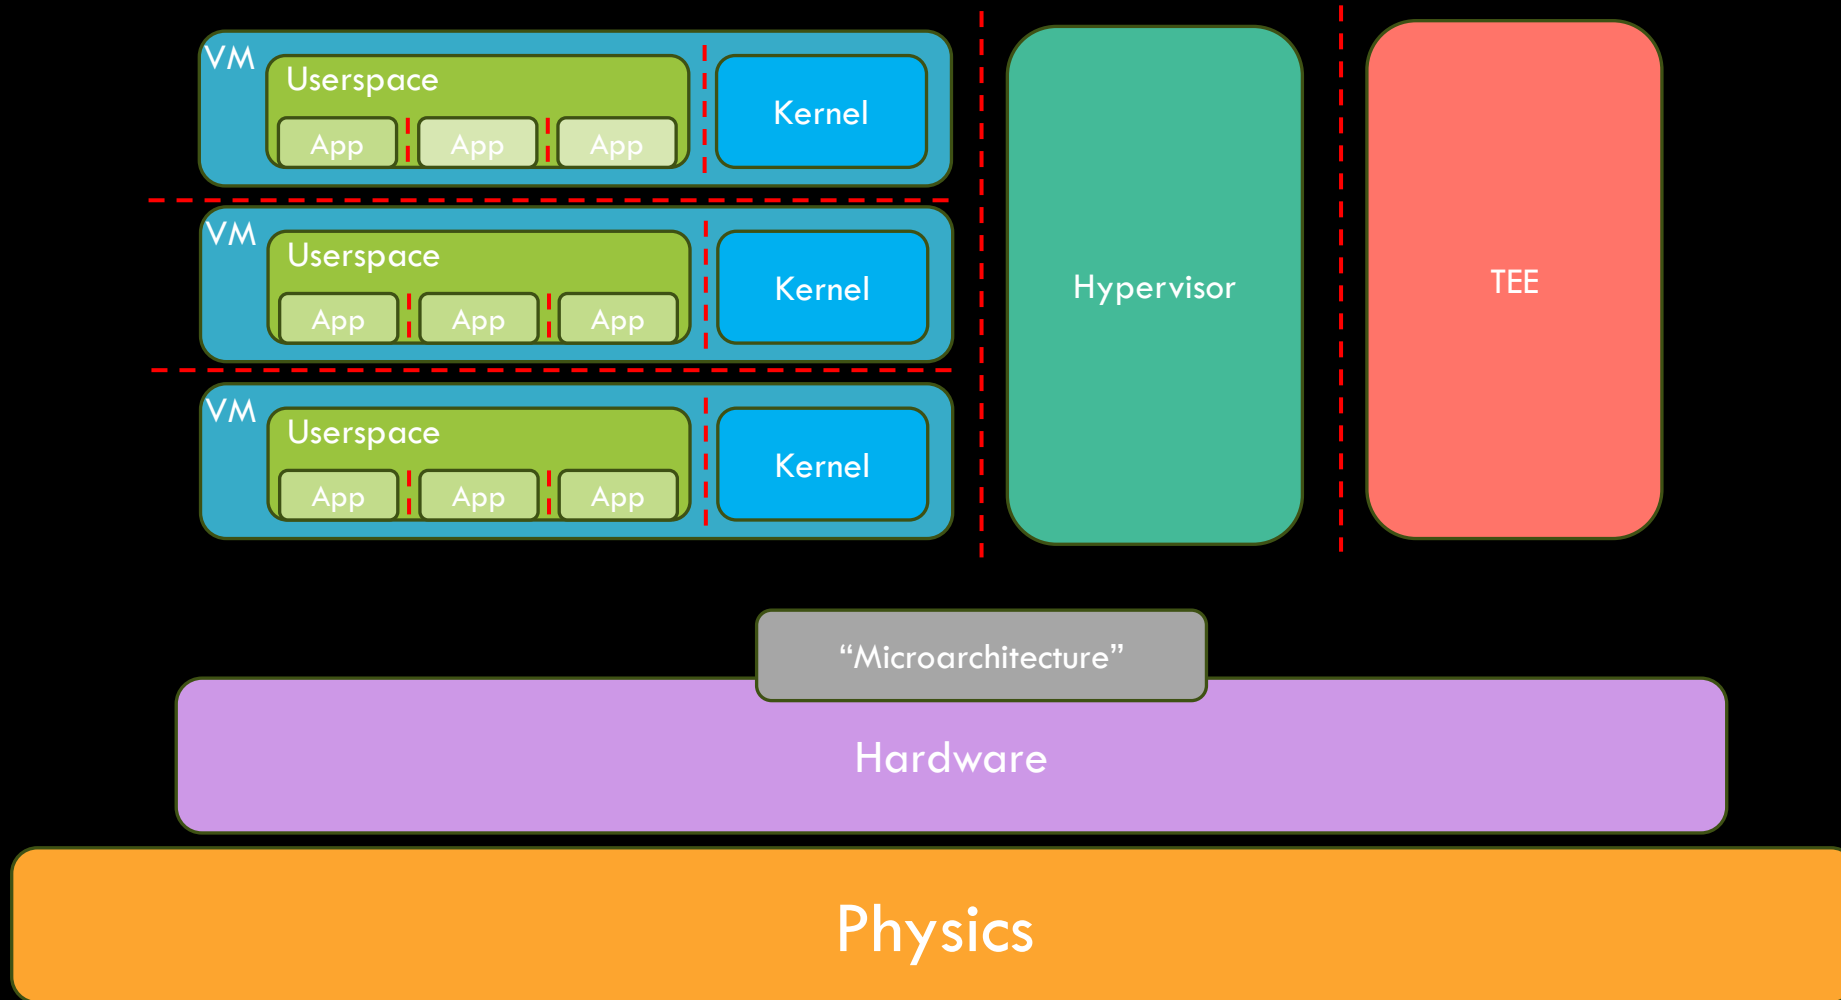 VM
Userspace
App
App
App
Kernel
VM
Userspace
App
App
App
Kernel
VM
Userspace
App
App
App
Kernel
Hypervisor
TEE
“Microarchitecture”
Hardware
Physics